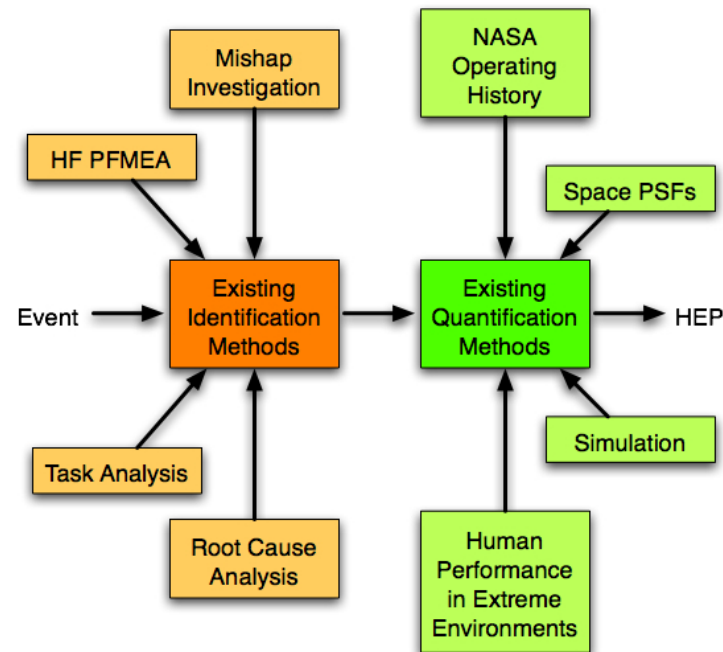 Mishap
Investigation
NASA
Operating
History
HF PFMEA
Space PSFs
Event
Existing
Identification
Methods
Existing
Quantification
Methods
HEP
Task Analysis
Simulation
Root Cause
Analysis
Human
Performance
in Extreme
Environments